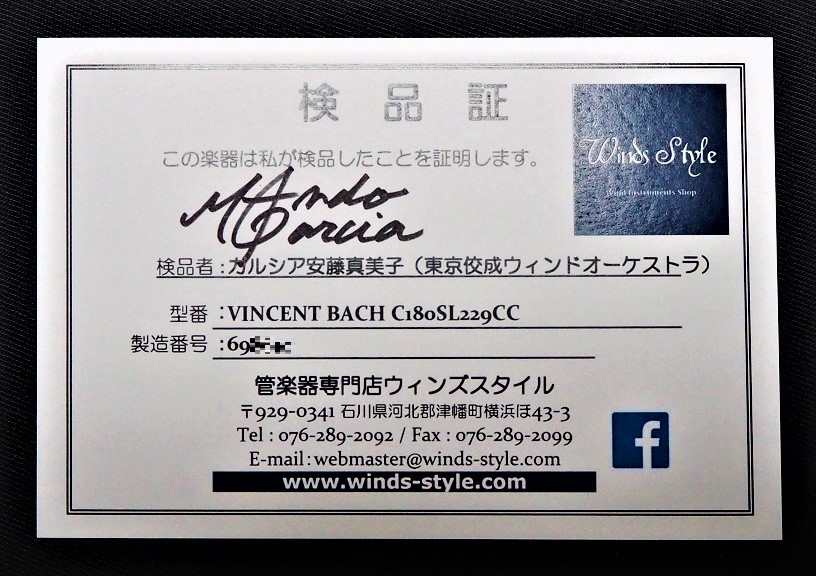 検品証
Winds Style
Wind Instruments Shop
この楽器は私が検品したことを証明します。
M Ando Garcia
検品者:ガルシア安藤真美子（東京佼成ウィンドオーケストラ）
型番:VINCENT BACH C180SL229CC
製造番号:69
管楽器専門店ウィンズスタイル
〒929-0341 石川県河北郡津幡町横浜ほ43-3
Tel : 076-289-2092 / Fax : 076-289-2099
E-mail : webmaster@winds-style.com
www.winds-style.com
f